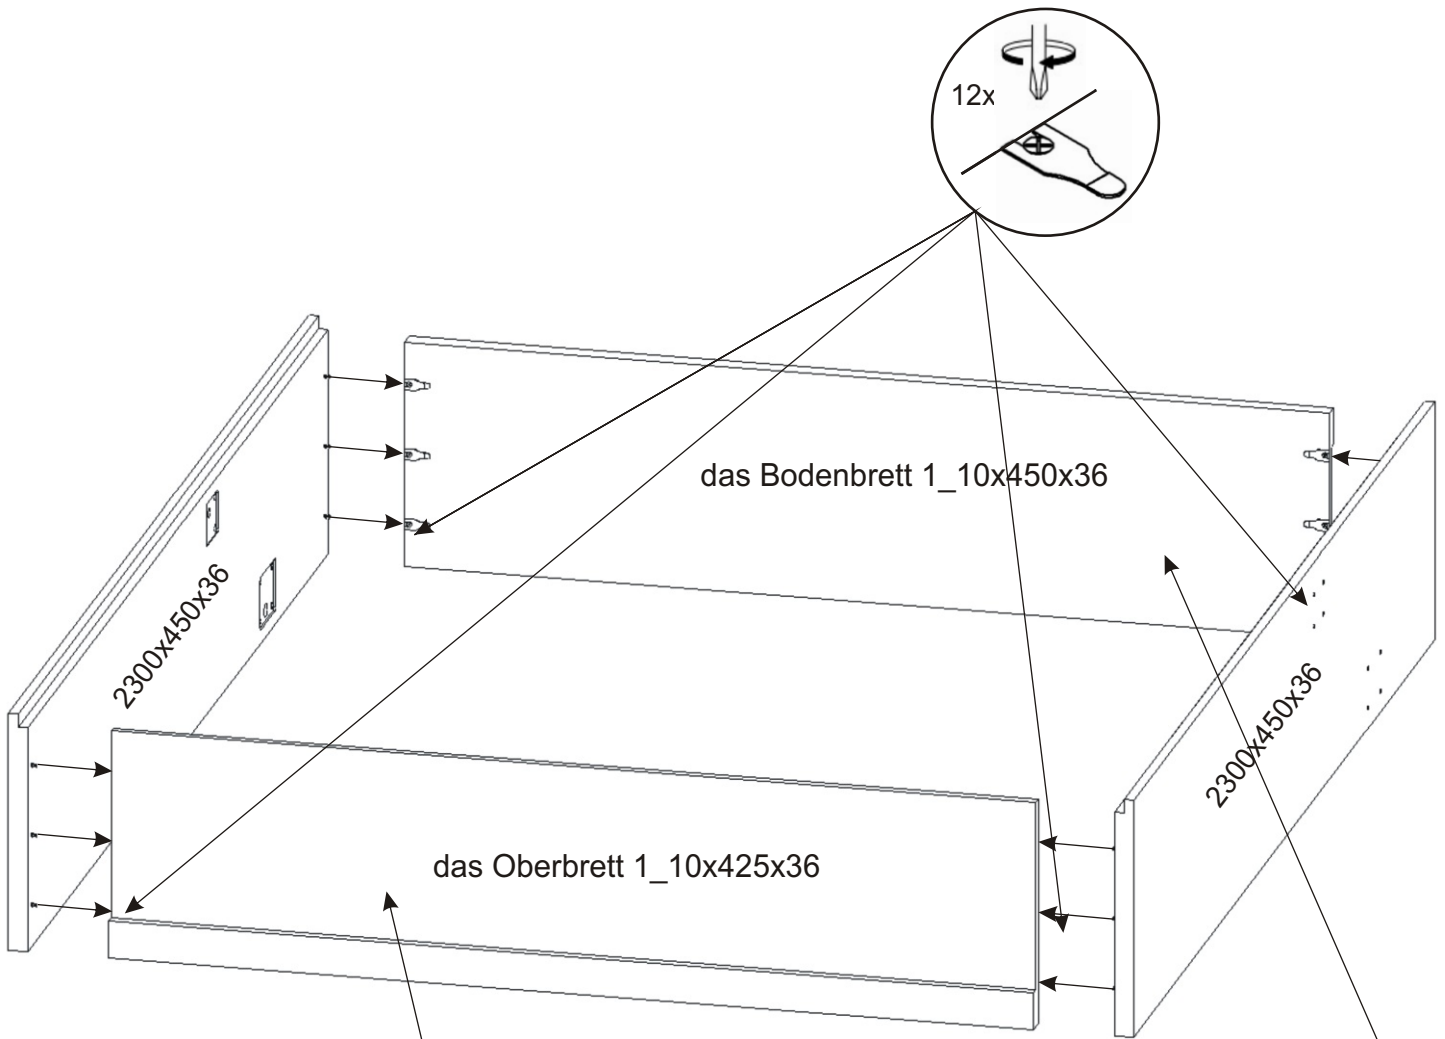 12x
das Bodenbrett 1_10x450x36
2300x450x36
2300x450x36
das Oberbrett 1_10x425x36